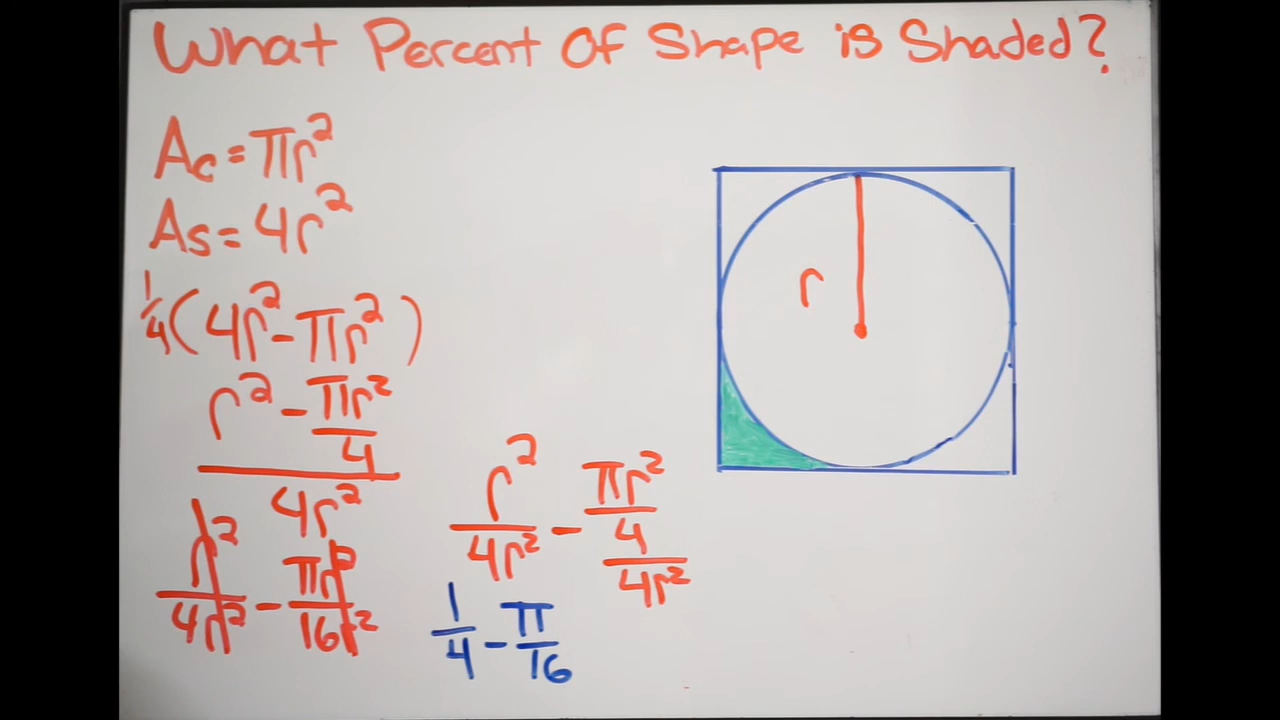 What Percent Of Shape is Shaded?
Ac = πr²
As = 4r²
1/4 (4r² - πr²)
(r² - πr²/4) / 4r²
r²/4r² - (πr²/4)/4r²
r²/4r² - πr²/16r²
1/4 - π/16
r